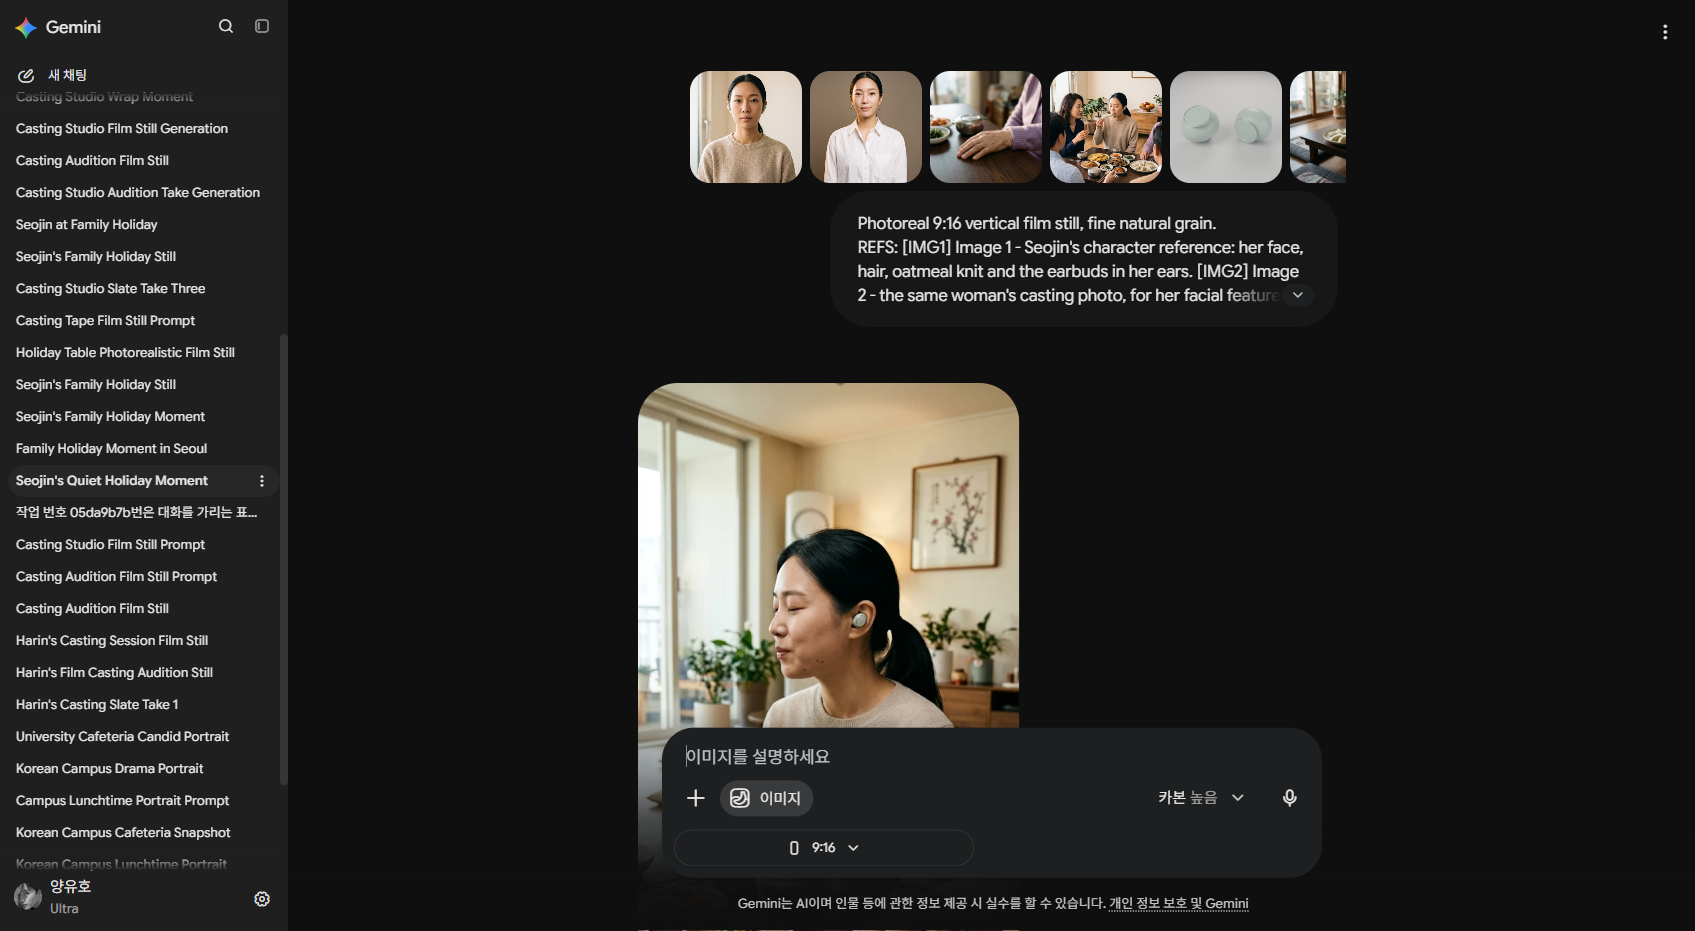 Gemini
새 채팅
Casting Studio Wrap Moment
Casting Studio Film Still Generation
Casting Audition Film Still
Casting Studio Audition Take Generation
Seojin at Family Holiday
Seojin's Family Holiday Still
Casting Studio Slate Take Three
Casting Tape Film Still Prompt
Holiday Table Photorealistic Film Still
Seojin's Family Holiday Still
Seojin's Family Holiday Moment
Family Holiday Moment in Seoul
Seojin's Quiet Holiday Moment
작업 번호 05da9b7b번은 대화를 가리는 표...
Casting Studio Film Still Prompt
Casting Audition Film Still Prompt
Casting Audition Film Still
Harin's Casting Session Film Still
Harin's Film Casting Audition Still
Harin's Casting Slate Take 1
University Cafeteria Candid Portrait
Korean Campus Drama Portrait
Campus Lunchtime Portrait Prompt
Korean Campus Cafeteria Snapshot
Korean Campus Lunchtime Portrait
양유호
Ultra
Photoreal 9:16 vertical film still, fine natural grain.
REFS: [IMG1] Image 1 - Seojin's character reference: her face,
hair, oatmeal knit and the earbuds in her ears. [IMG2] Image
2 - the same woman's casting photo, for her facial feature
이미지를 설명하세요
이미지
카본 높음
9:16
Gemini는 AI이며 인물 등에 관한 정보 제공 시 실수를 할 수 있습니다. 개인 정보 보호 및 Gemini